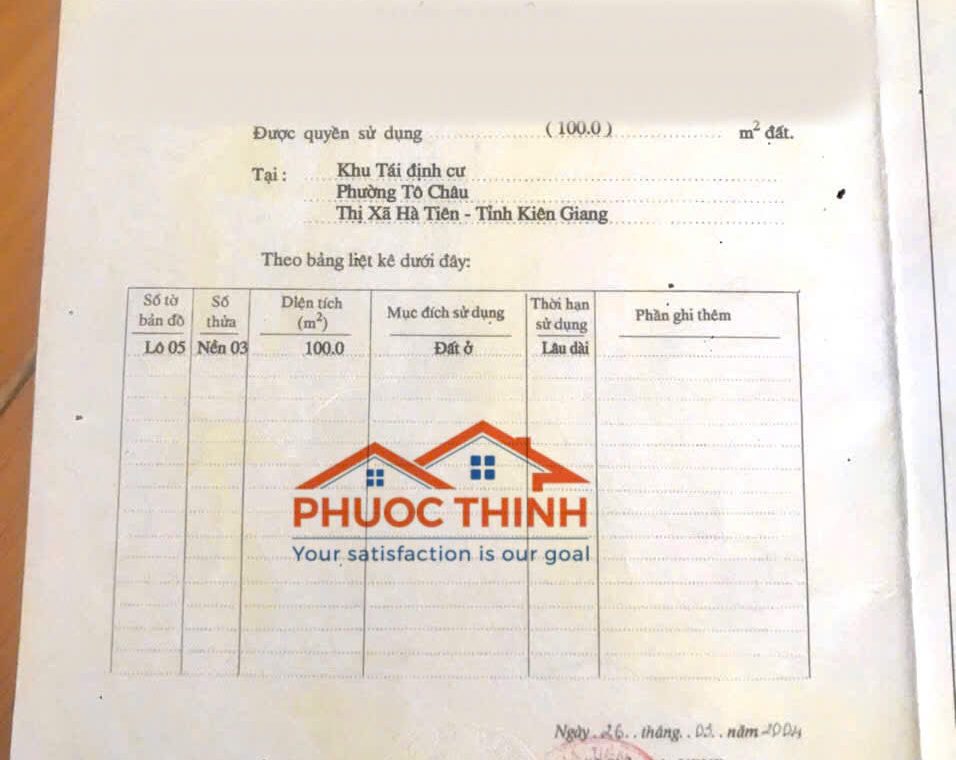 Được quyền sử dụng ( 100.0 ) m² đất.
Tại : Khu Tái định cư
Phường Tô Châu
Thị Xã Hà Tiên - Tỉnh Kiên Giang
Theo bảng liệt kê dưới đây:
Số tờ bản đồ Số thửa Diện tích (m²) Mục đích sử dụng Thời hạn sử dụng Phần ghi thêm
Lô 05 Nền 03 100.0 Đất ở Lâu dài
PHUOC THINH
Your satisfaction is our goal
Ngày 26 tháng 03 năm 2004